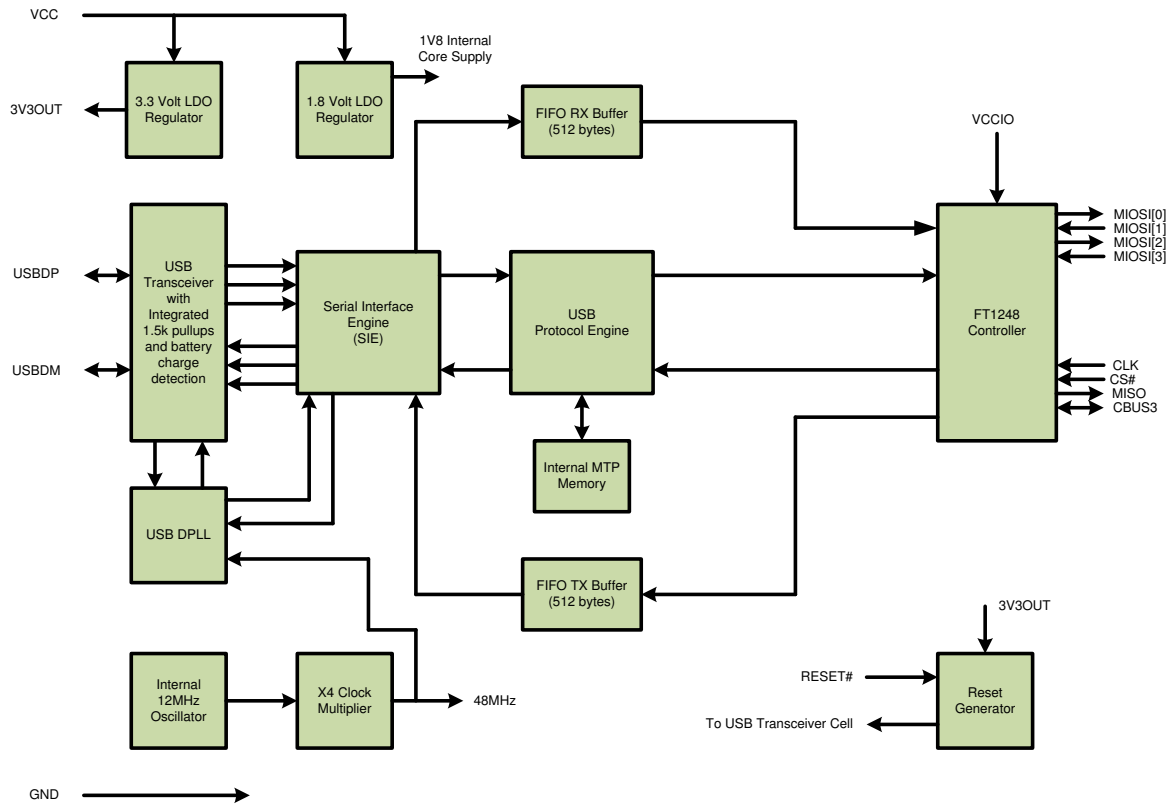 VCC
1V8 Internal
Core Supply
3.3 Volt LDO
Regulator
1.8 Volt LDO
Regulator
3V3OUT
FIFO RX Buffer
(512 bytes)
VCCIO
USB
Transceiver
with
Integrated
1.5k pullups
and battery
charge
detection
USBDP
USBDM
Serial Interface
Engine
(SIE)
USB
Protocol Engine
FT1248
Controller
MIOSI[0]
MIOSI[1]
MIOSI[2]
MIOSI[3]
CLK
CS#
MISO
CBUS3
Internal MTP
Memory
USB DPLL
FIFO TX Buffer
(512 bytes)
3V3OUT
Internal
12MHz
Oscillator
X4 Clock
Multiplier
48MHz
RESET#
Reset
Generator
To USB Transceiver Cell
GND